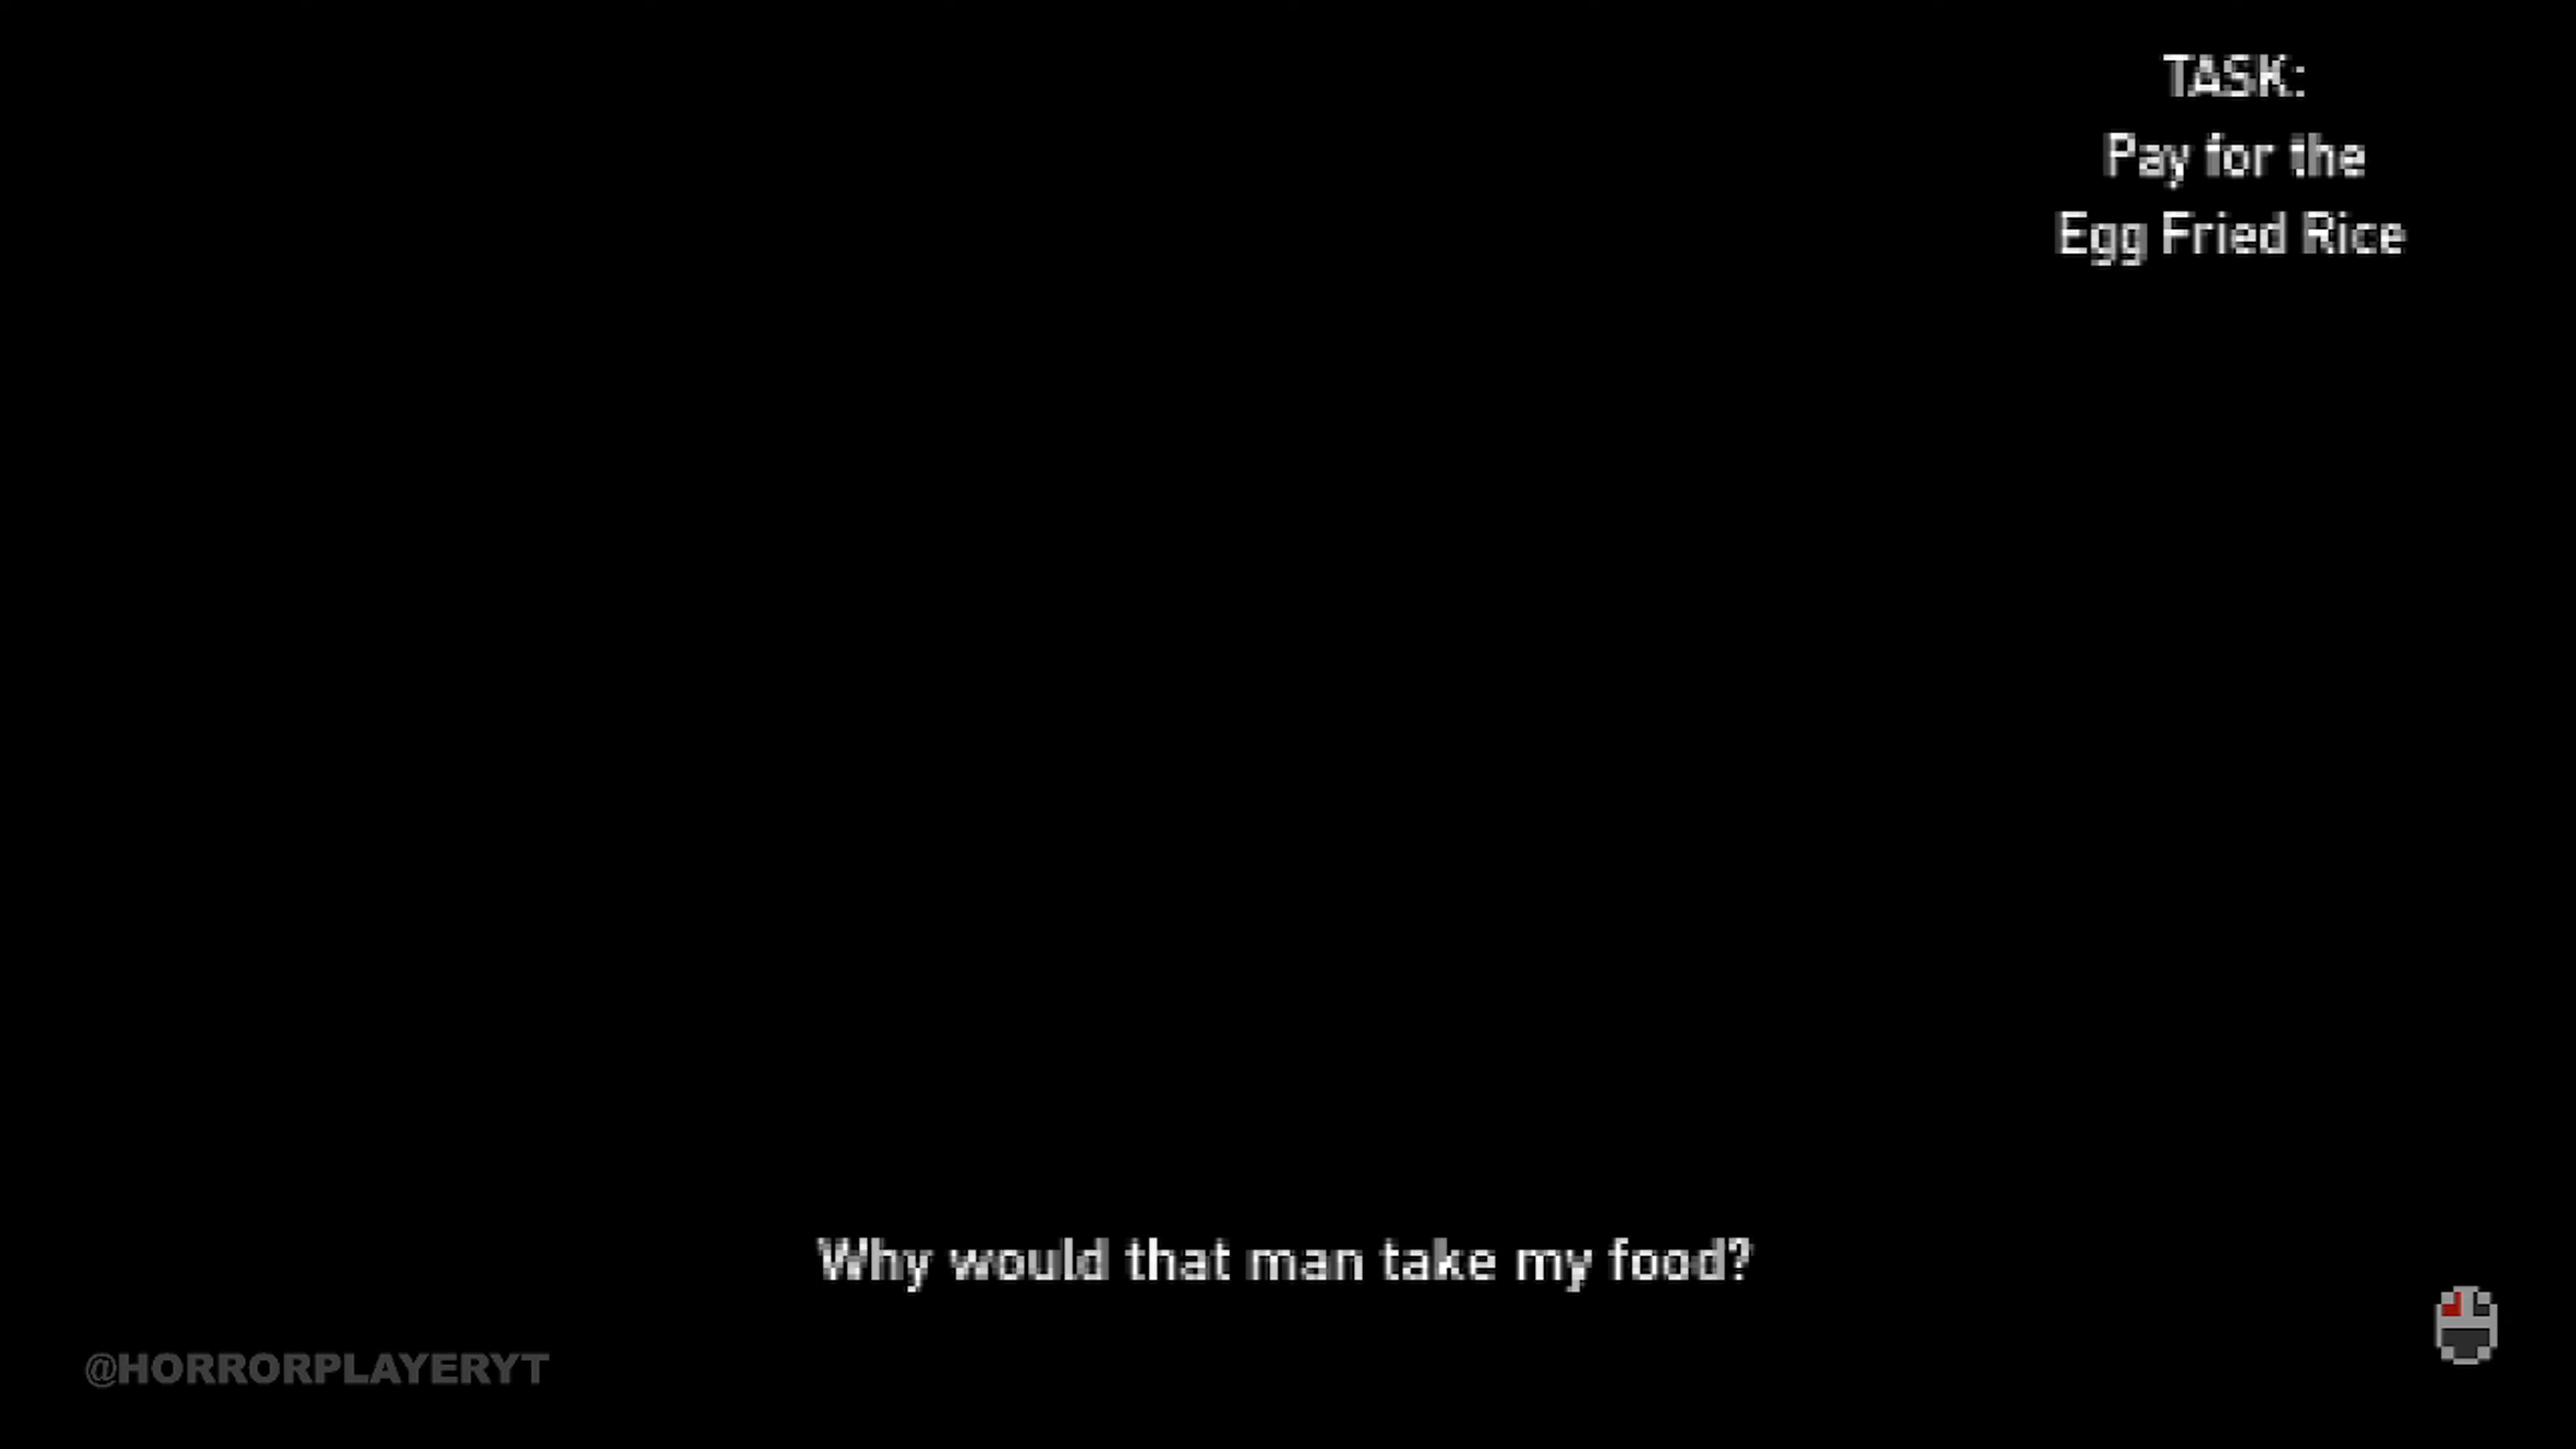 TASK:
Pay for the
Egg Fried Rice
Why would that man take my food?
@HORRORPLAYERYT